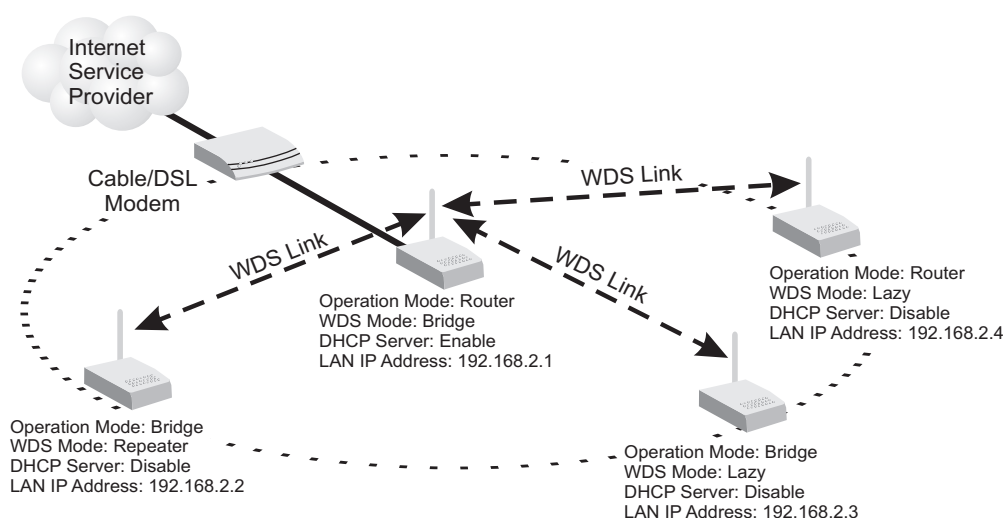 Internet
Service
Provider
Cable/DSL
Modem
WDS Link
WDS Link
WDS Link
Operation Mode: Router
WDS Mode: Bridge
DHCP Server: Enable
LAN IP Address: 192.168.2.1
Operation Mode: Router
WDS Mode: Lazy
DHCP Server: Disable
LAN IP Address: 192.168.2.4
Operation Mode: Bridge
WDS Mode: Repeater
DHCP Server: Disable
LAN IP Address: 192.168.2.2
Operation Mode: Bridge
WDS Mode: Lazy
DHCP Server: Disable
LAN IP Address: 192.168.2.3